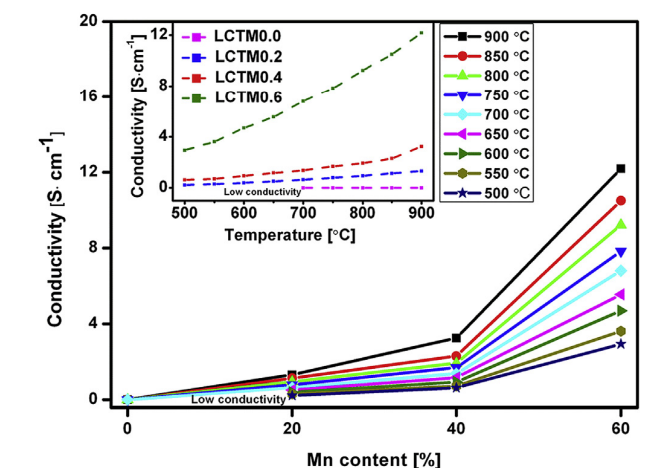 20
16
12
8
4
0
Conductivity [S· cm⁻¹]
0
20
40
60
Mn content [%]
Low conductivity
12
8
4
0
Conductivity [S·cm⁻¹]
500
600
700
800
900
Temperature [°C]
LCTM0.0
LCTM0.2
LCTM0.4
LCTM0.6
Low conductivity
900 °C
850 °C
800 °C
750 °C
700 °C
650 °C
600 °C
550 °C
500 °C